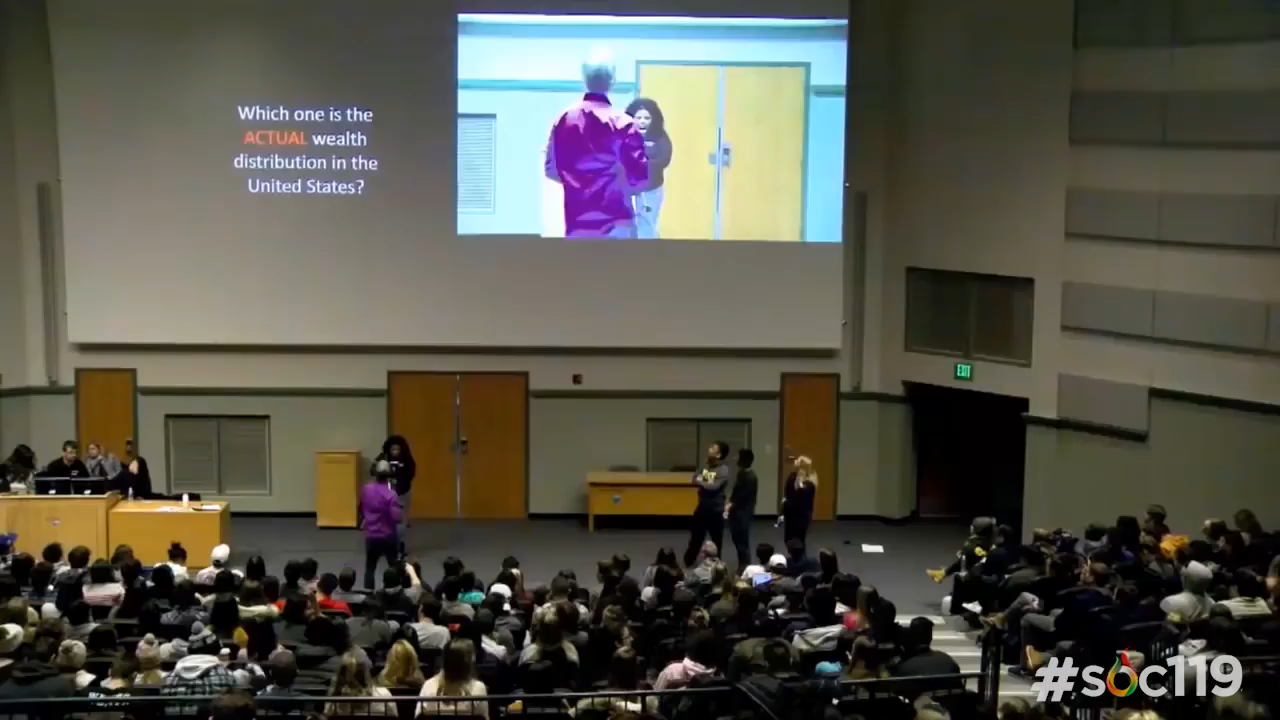 Which one is the
ACTUAL wealth
distribution in the
United States?
EXIT
#soc119